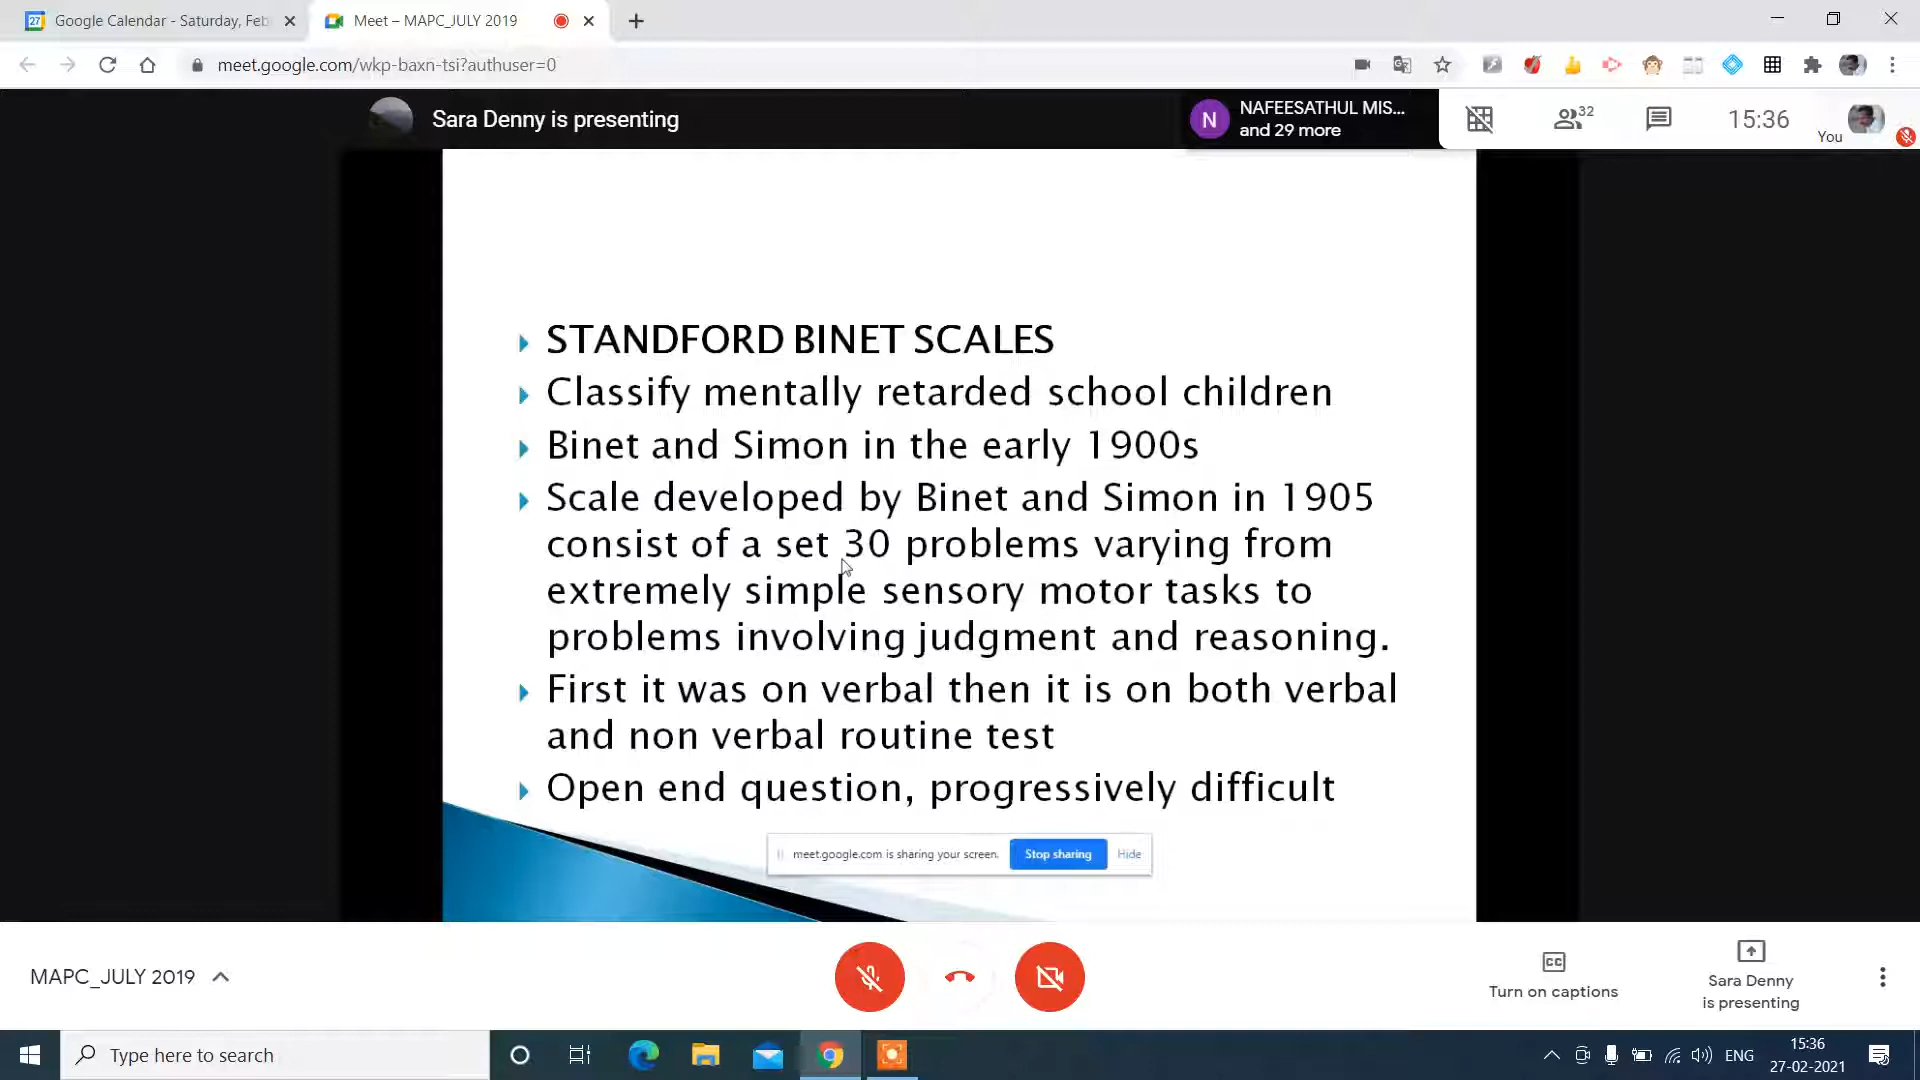 Google Calendar - Saturday, Feb
Meet – MAPC_JULY 2019
meet.google.com/wkp-baxn-tsi?authuser=0
Sara Denny is presenting
N
NAFEESATHUL MIS...
and 29 more
32
15:36
You
STANDFORD BINET SCALES
Classify mentally retarded school children
Binet and Simon in the early 1900s
Scale developed by Binet and Simon in 1905
consist of a set 30 problems varying from
extremely simple sensory motor tasks to
problems involving judgment and reasoning.
First it was on verbal then it is on both verbal
and non verbal routine test
Open end question, progressively difficult
meet.google.com is sharing your screen.
Stop sharing
Hide
MAPC_JULY 2019
Turn on captions
Sara Denny
is presenting
Type here to search
ENG
15:36
27-02-2021